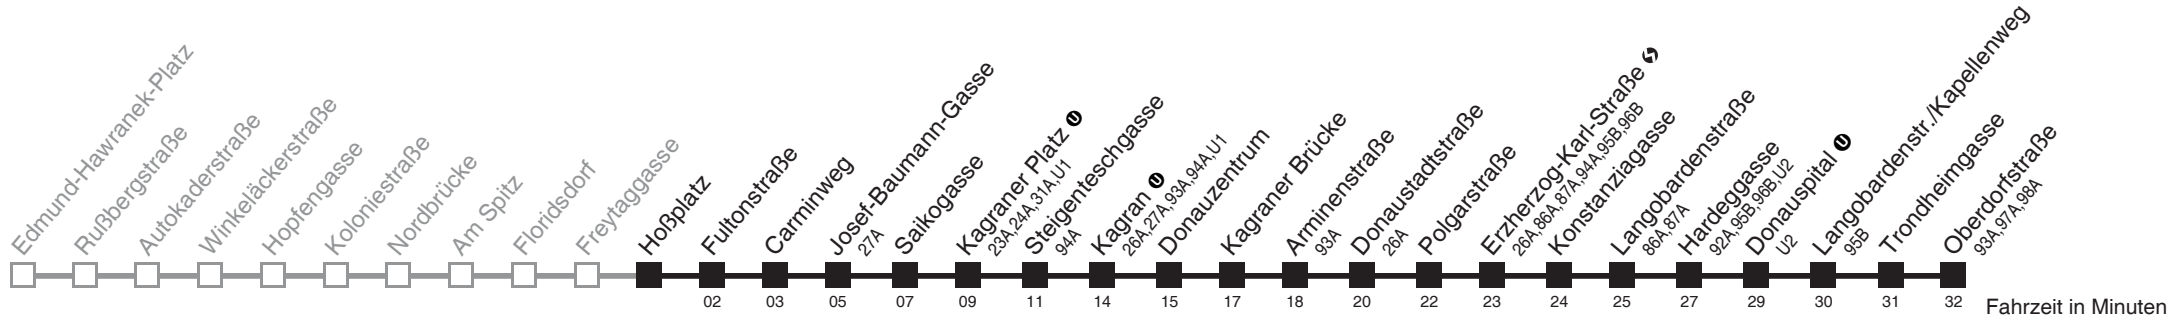 Edmund-Hawranek-Platz
Rußbergstraße
Autokaderstraße
Winkeläckerstraße
Hopfengasse
Koloniestraße
Nordbrücke
Am Spitz
Floridsdorf
Freytaggasse
Hoßplatz
Fultonstraße
Carminweg
Josef-Baumann-Gasse
27A
Saikogasse
Kagraner Platz U
23A,24A,31A,U1
Steigenteschgasse
94A
Kagran U
26A,27A,93A,94A,U1
Donauzentrum
Kagraner Brücke
Arminenstraße
93A
Donaustadtstraße
26A
Polgarstraße
Erzherzog-Karl-Straße
26A,86A,87A,94A,95B,96B
Konstanziagasse
Langobardenstraße
86A,87A
Hardeggasse
92A,95B,96B,U2
Donauspital U
U2
Langobardenstr./Kapellenweg
95B
Trondheimgasse
Oberdorfstraße
93A,97A,98A
02 03 05 07 09 11 14 15 17 18 20 22 23 24 25 27 29 30 31 32 Fahrzeit in Minuten